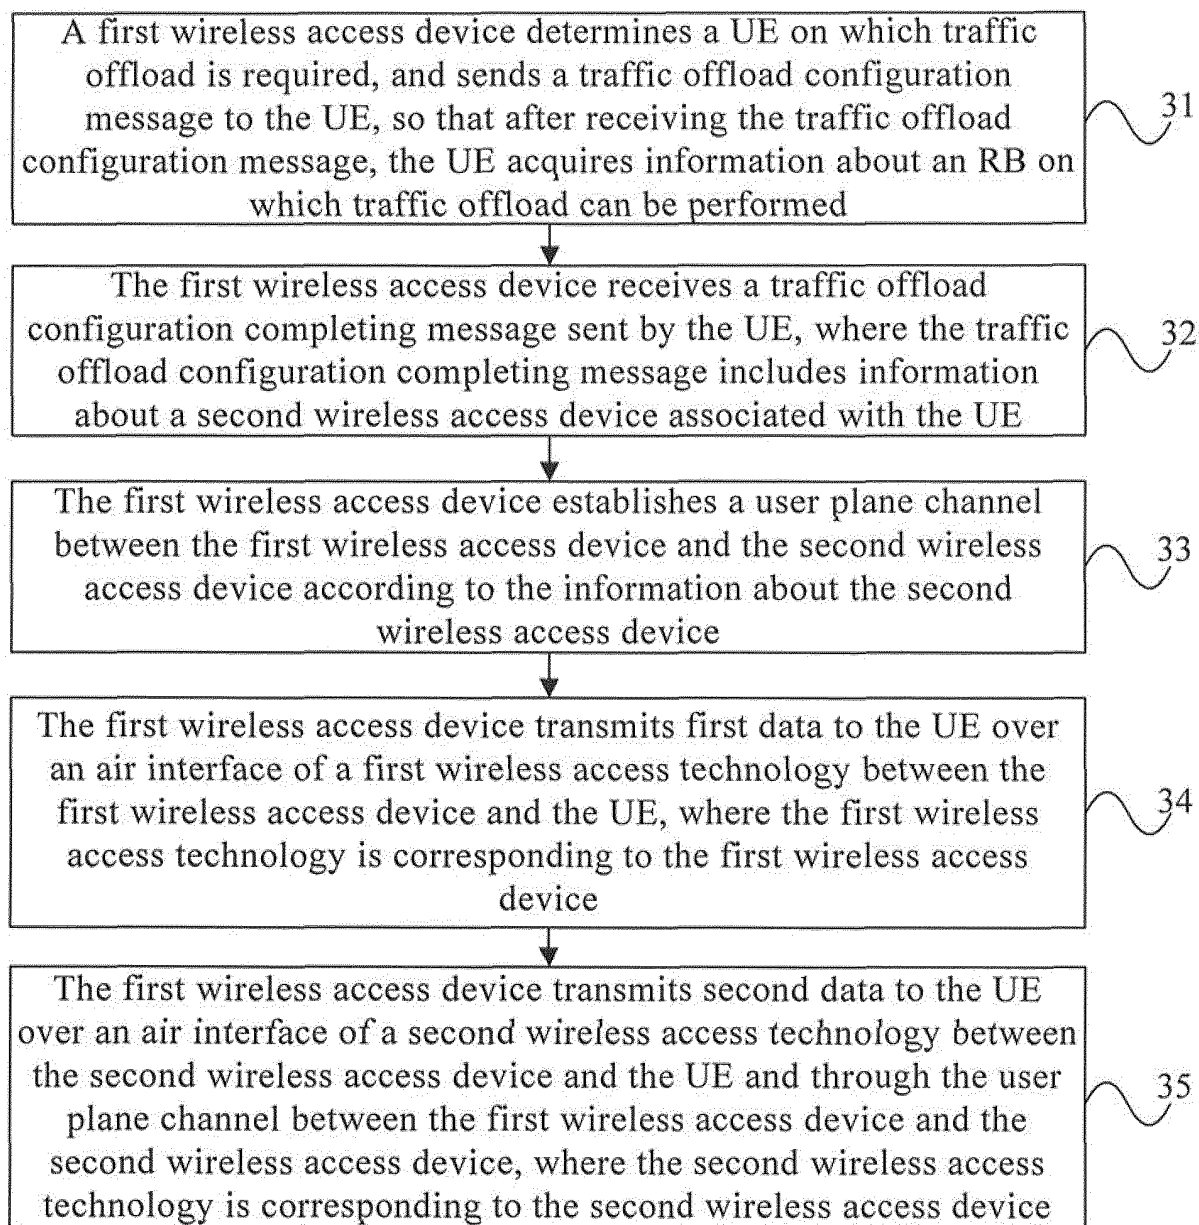 A first wireless access device determines a UE on which traffic
offload is required, and sends a traffic offload configuration
message to the UE, so that after receiving the traffic offload
configuration message, the UE acquires information about an RB on
which traffic offload can be performed
31
The first wireless access device receives a traffic offload
configuration completing message sent by the UE, where the traffic
offload configuration completing message includes information
about a second wireless access device associated with the UE
32
The first wireless access device establishes a user plane channel
between the first wireless access device and the second wireless
access device according to the information about the second
wireless access device
33
The first wireless access device transmits first data to the UE over
an air interface of a first wireless access technology between the
first wireless access device and the UE, where the first wireless
access technology is corresponding to the first wireless access
device
34
The first wireless access device transmits second data to the UE
over an air interface of a second wireless access technology between
the second wireless access device and the UE and through the user
plane channel between the first wireless access device and the
second wireless access device, where the second wireless access
technology is corresponding to the second wireless access device
35